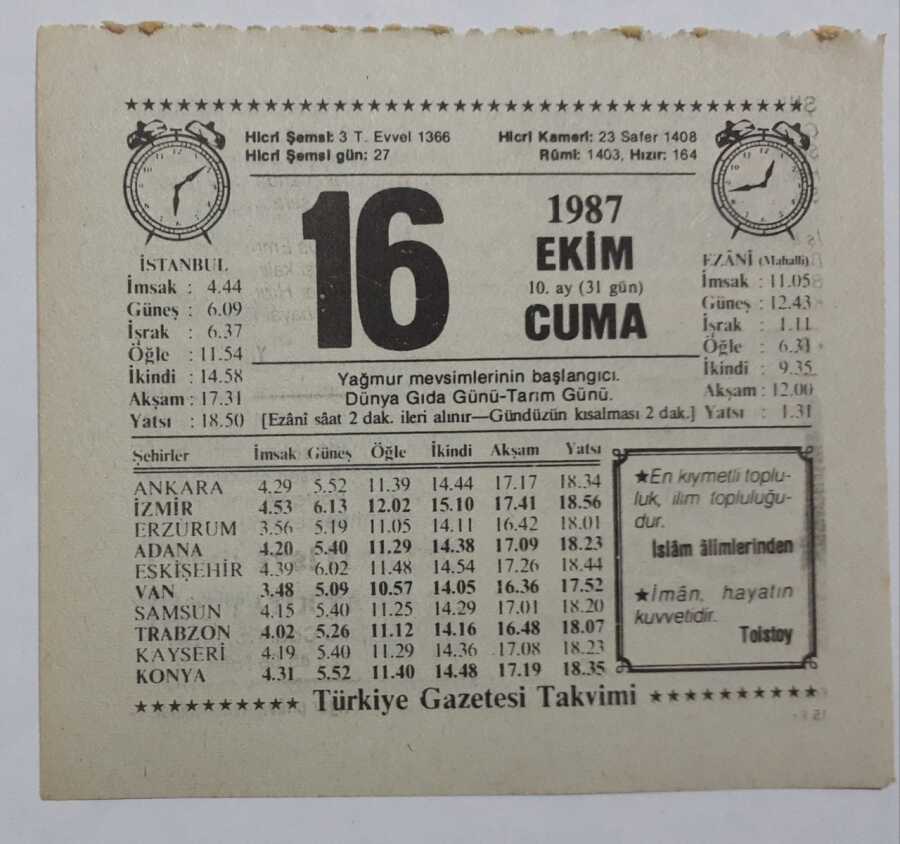 Hicri Şemsi: 3 T. Evvel 1366
Hicri Şemsi gün: 27
Hicri Kameri: 23 Safer 1408
Rûmi: 1403, Hızır: 164
16
1987
EKİM
10. ay (31 gün)
CUMA
İSTANBUL
İmsak : 4.44
Güneş : 6.09
İşrak : 6.37
Öğle : 11.54
İkindi : 14.58
Akşam : 17.31
Yatsı : 18.50
EZÂNİ (Mahalli)
İmsak : 11.05
Güneş : 12.43
İşrak : 1.11
Öğle : 6.31
İkindi : 9.35
Akşam : 12.00
Yatsı : 1.31
Yağmur mevsimlerinin başlangıcı.
Dünya Gıda Günü-Tarım Günü.
[Ezâni sâat 2 dak. ileri alınır—Gündüzün kısalması 2 dak.]
Şehirler İmsak Güneş Öğle İkindi Akşam Yatsı
ANKARA 4.29 5.52 11.39 14.44 17.17 18.34
İZMİR 4.53 6.13 12.02 15.10 17.41 18.56
ERZURUM 3.56 5.19 11.05 14.11 16.42 18.01
ADANA 4.20 5.40 11.29 14.38 17.09 18.23
ESKİŞEHİR 4.39 6.02 11.48 14.54 17.26 18.44
VAN 3.48 5.09 10.57 14.05 16.36 17.52
SAMSUN 4.15 5.40 11.25 14.29 17.01 18.20
TRABZON 4.02 5.26 11.12 14.16 16.48 18.07
KAYSERİ 4.19 5.40 11.29 14.36 17.08 18.23
KONYA 4.31 5.52 11.40 14.48 17.19 18.35
★En kıymetli toplu-
luk, ilim topluluğu-
dur.
İslâm âlimlerinden
★İmân, hayatın
kuvvetidir.
Tolstoy
★★★★★★★★★★ Türkiye Gazetesi Takvimi ★★★★★★★★★★